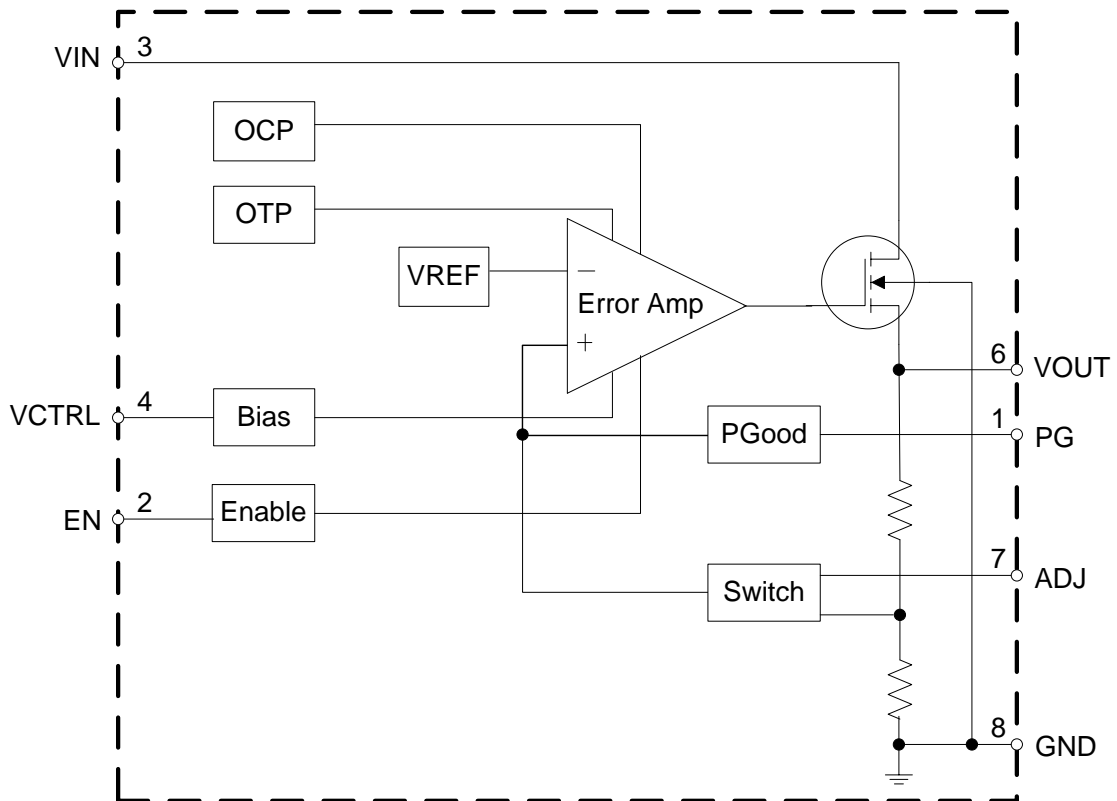 VIN 3
OCP
OTP
VREF
−
Error Amp
+
6 VOUT
VCTRL 4
Bias
PGood
1 PG
EN 2
Enable
7 ADJ
Switch
8 GND